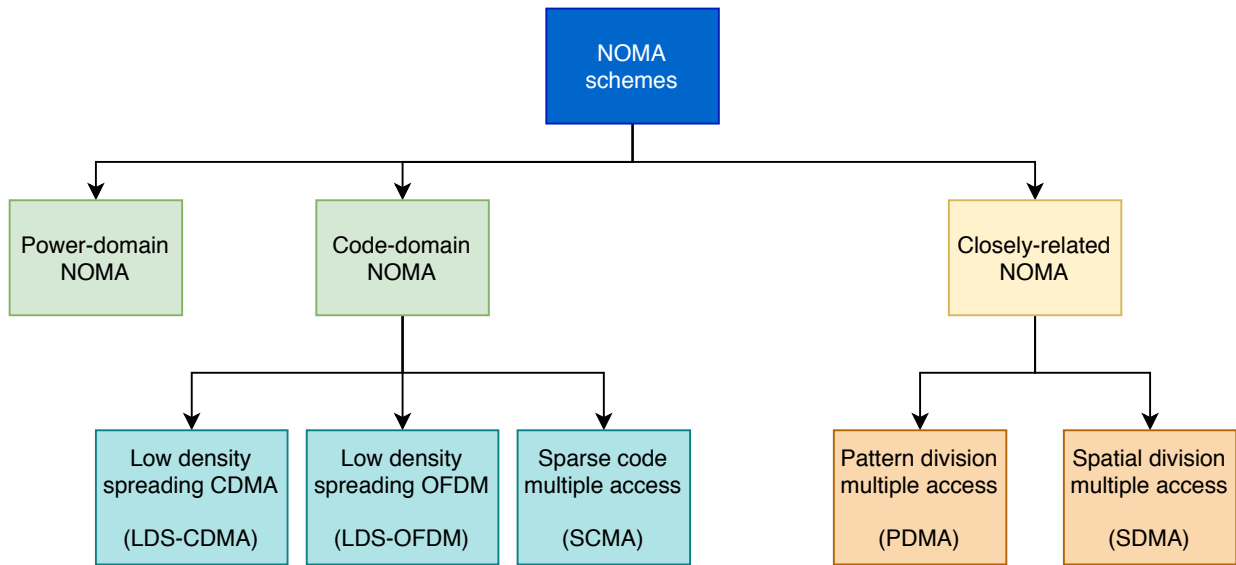 NOMA
schemes
Power-domain
NOMA
Code-domain
NOMA
Closely-related
NOMA
Low density
spreading CDMA
(LDS-CDMA)
Low density
spreading OFDM
(LDS-OFDM)
Sparse code
multiple access
(SCMA)
Pattern division
multiple access
(PDMA)
Spatial division
multiple access
(SDMA)